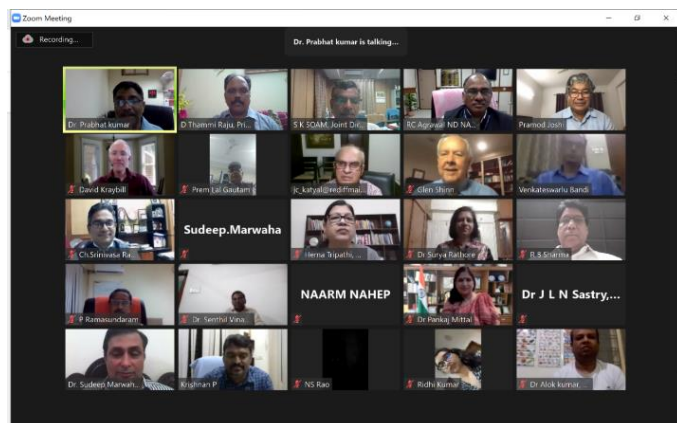 Zoom Meeting
Recording...
Dr. Prabhat kumar is talking...
Dr. Prabhat kumar
D Thammi Raju, Pri...
S K SOAM, Joint Dir...
RC Agrawal ND NA...
Pramod Joshi
David Kraybill
Prem Lal Gautam
jc_katyal@rediffmai...
Glen Shinn
Venkateswarlu Bandi
Ch.Srinivasa Ra...
Sudeep.Marwaha
Hema Tripathi, ...
Dr Surya Rathore
R.B Sharma
P Ramasundaram
Dr. Senthil Vina...
NAARM NAHEP
Dr Pankaj Mittal
Dr J L N Sastry,...
Dr. Sudeep Marwah...
Krishnan P
NS Rao
Ridhi Kumar
Dr Alok kumar...